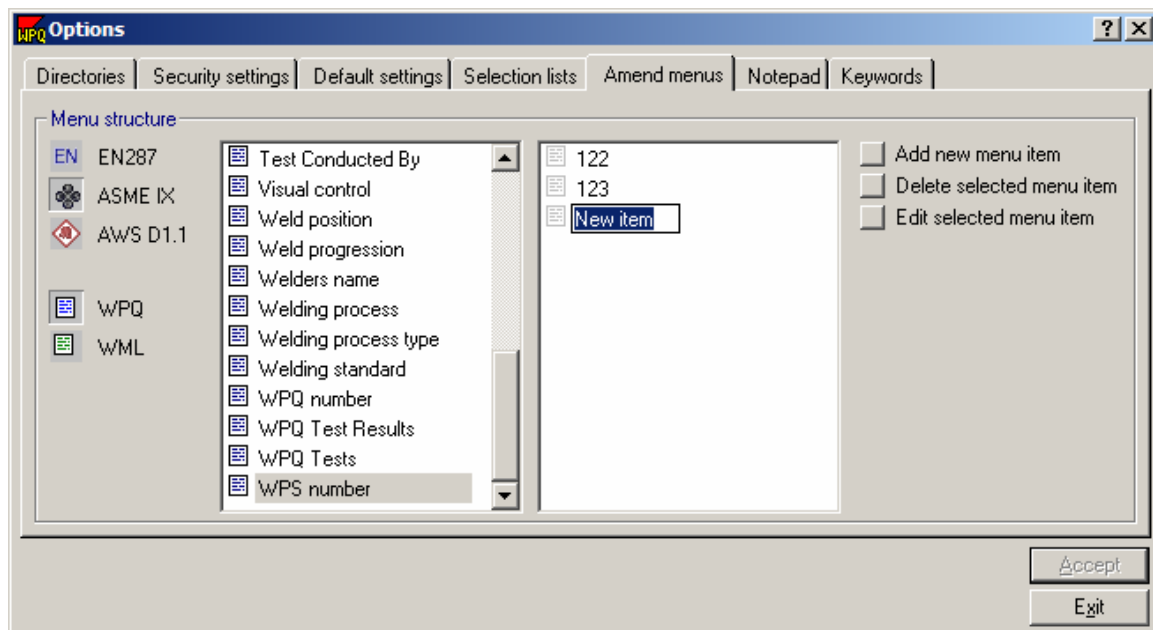 WPQ Options
Directories Security settings Default settings Selection lists Amend menus Notepad Keywords
Menu structure
EN EN287
ASME IX
AWS D1.1
WPQ
WML
Test Conducted By
Visual control
Weld position
Weld progression
Welders name
Welding process
Welding process type
Welding standard
WPQ number
WPQ Test Results
WPQ Tests
WPS number
122
123
New item
Add new menu item
Delete selected menu item
Edit selected menu item
Accept
Exit